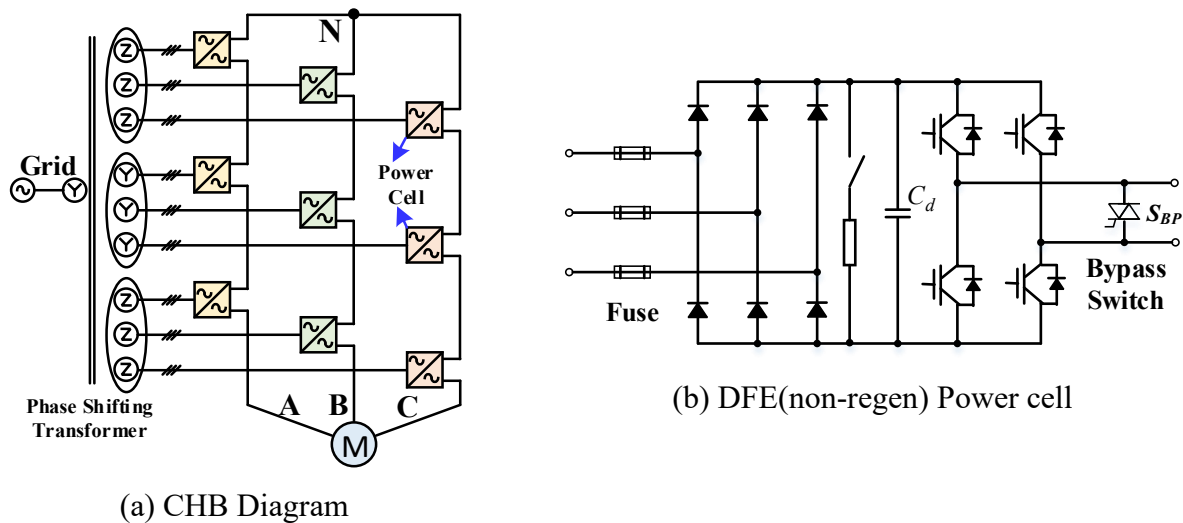 N
Z
Z
Z
Grid
Y
Y
Y
Y
Power
Cell
Z
Z
Z
Phase Shifting
Transformer
A
B
C
M
(a) CHB Diagram
Fuse
C_d
S_BP
Bypass
Switch
(b) DFE(non-regen) Power cell